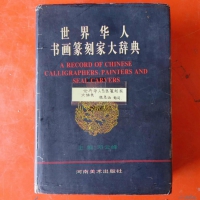 世界华人
书画篆刻家大辞典
A RECORD OF CHINESE
CALLIGRAPHERS, PAINTERS AND
SEAL CARVERS
河南美术出版社